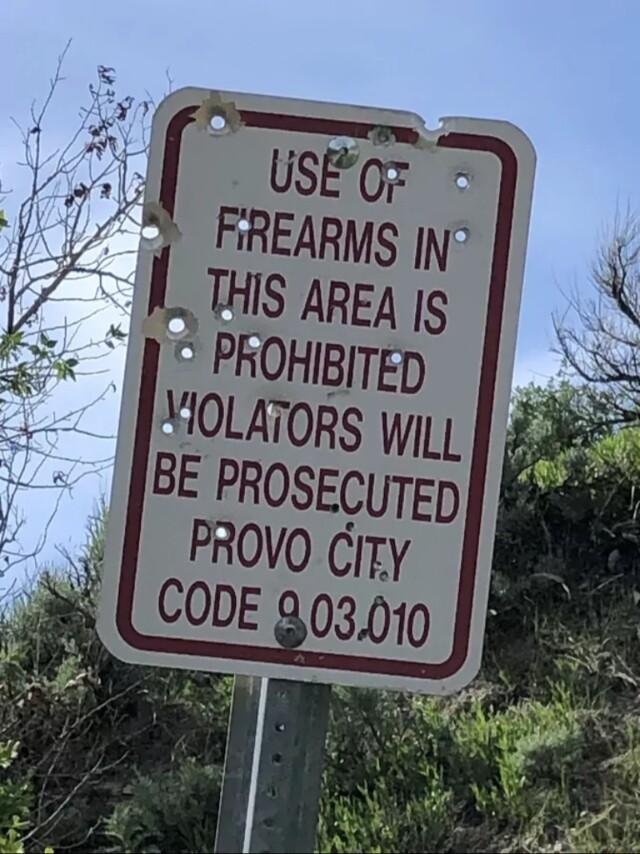 USE OF
FIREARMS IN
THIS AREA IS
PROHIBITED
VIOLATORS WILL
BE PROSECUTED
PROVO CITY
CODE 9.03.010